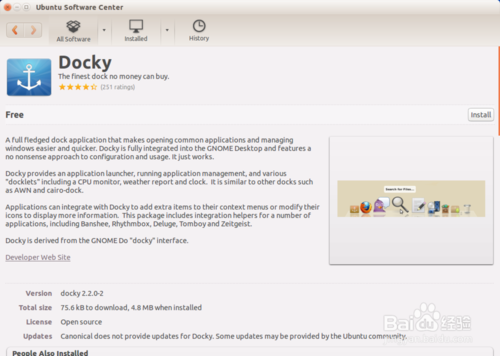 Ubuntu Software Center
All Software
Installed
History
Docky
The finest dock no money can buy.
(251 ratings)
Free
Install
A full fledged dock application that makes opening common applications and managing
windows easier and quicker. Docky is fully integrated into the GNOME Desktop and features a
no nonsense approach to configuration and usage. It just works.
Docky provides an application launcher, running application management, and various
"docklets" including a CPU monitor, weather report and clock. It is similar to other docks such
as AWN and cairo-dock.
Applications can integrate with Docky to add extra items to their context menus or modify their
icons to display more information. This package includes integration helpers for a number of
applications, including Banshee, Rhythmbox, Deluge, Tomboy and Zeitgeist.
Docky is derived from the GNOME Do "docky" interface.
Developer Web Site
Search for Files...
Version docky 2.2.0-2
Total size 75.6 kB to download, 4.8 MB when installed
License Open source
Updates Canonical does not provide updates for Docky. Some updates may be provided by the Ubuntu community.
People Also Installed
Baidu 经验